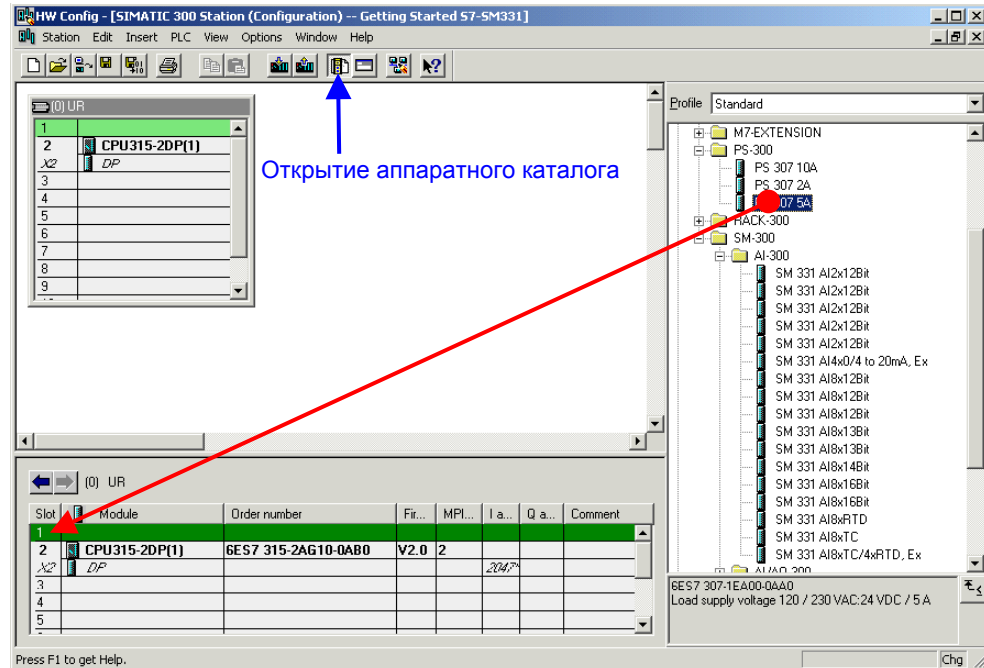 HW Config - [SIMATIC 300 Station (Configuration) -- Getting Started S7-SM331]
Station Edit Insert PLC View Options Window Help
(0) UR
1
2 CPU315-2DP(1)
X2 DP
3
4
5
6
7
8
9
Открытие аппаратного каталога
Profile Standard
M7-EXTENSION
PS-300
PS 307 10A
PS 307 2A
07 5A
RACK-300
SM-300
AI-300
SM 331 AI2x12Bit
SM 331 AI2x12Bit
SM 331 AI2x12Bit
SM 331 AI2x12Bit
SM 331 AI2x12Bit
SM 331 AI4x0/4 to 20mA, Ex
SM 331 AI8x12Bit
SM 331 AI8x12Bit
SM 331 AI8x12Bit
SM 331 AI8x13Bit
SM 331 AI8x13Bit
SM 331 AI8x14Bit
SM 331 AI8x16Bit
SM 331 AI8x16Bit
SM 331 AI8xRTD
SM 331 AI8xTC
SM 331 AI8xTC/4xRTD, Ex
AI/AO-300
6ES7 307-1EA00-0AA0
Load supply voltage 120 / 230 VAC:24 VDC / 5 A
(0) UR
Slot Module Order number Fir... MPI... I a... Q a... Comment
1
2 CPU315-2DP(1) 6ES7 315-2AG10-0AB0 V2.0 2
X2 DP 2047*
3
4
5
Press F1 to get Help.
Chg